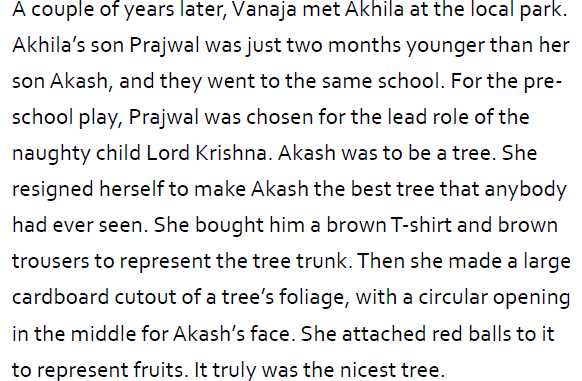 A couple of years later, Vanaja met Akhila at the local park.
Akhila’s son Prajwal was just two months younger than her
son Akash, and they went to the same school. For the pre-
school play, Prajwal was chosen for the lead role of the
naughty child Lord Krishna. Akash was to be a tree. She
resigned herself to make Akash the best tree that anybody
had ever seen. She bought him a brown T-shirt and brown
trousers to represent the tree trunk. Then she made a large
cardboard cutout of a tree’s foliage, with a circular opening
in the middle for Akash’s face. She attached red balls to it
to represent fruits. It truly was the nicest tree.